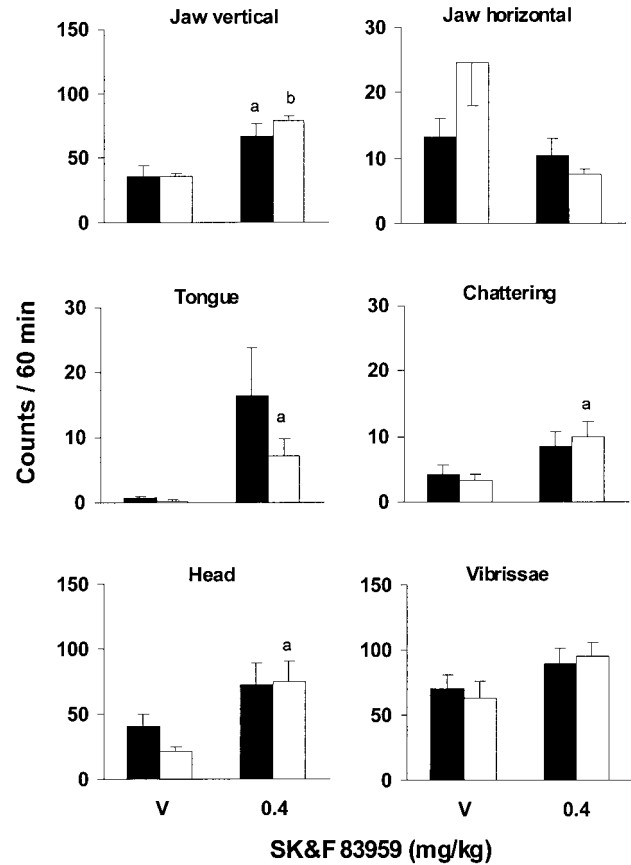 Jaw vertical
150
100
50
0
a
b
Jaw horizontal
30
20
10
0
Tongue
30
20
10
0
a
Chattering
30
20
10
0
a
Head
150
100
50
0
a
V
0.4
Vibrissae
150
100
50
0
V
0.4
Counts / 60 min
SK&F 83959 (mg/kg)